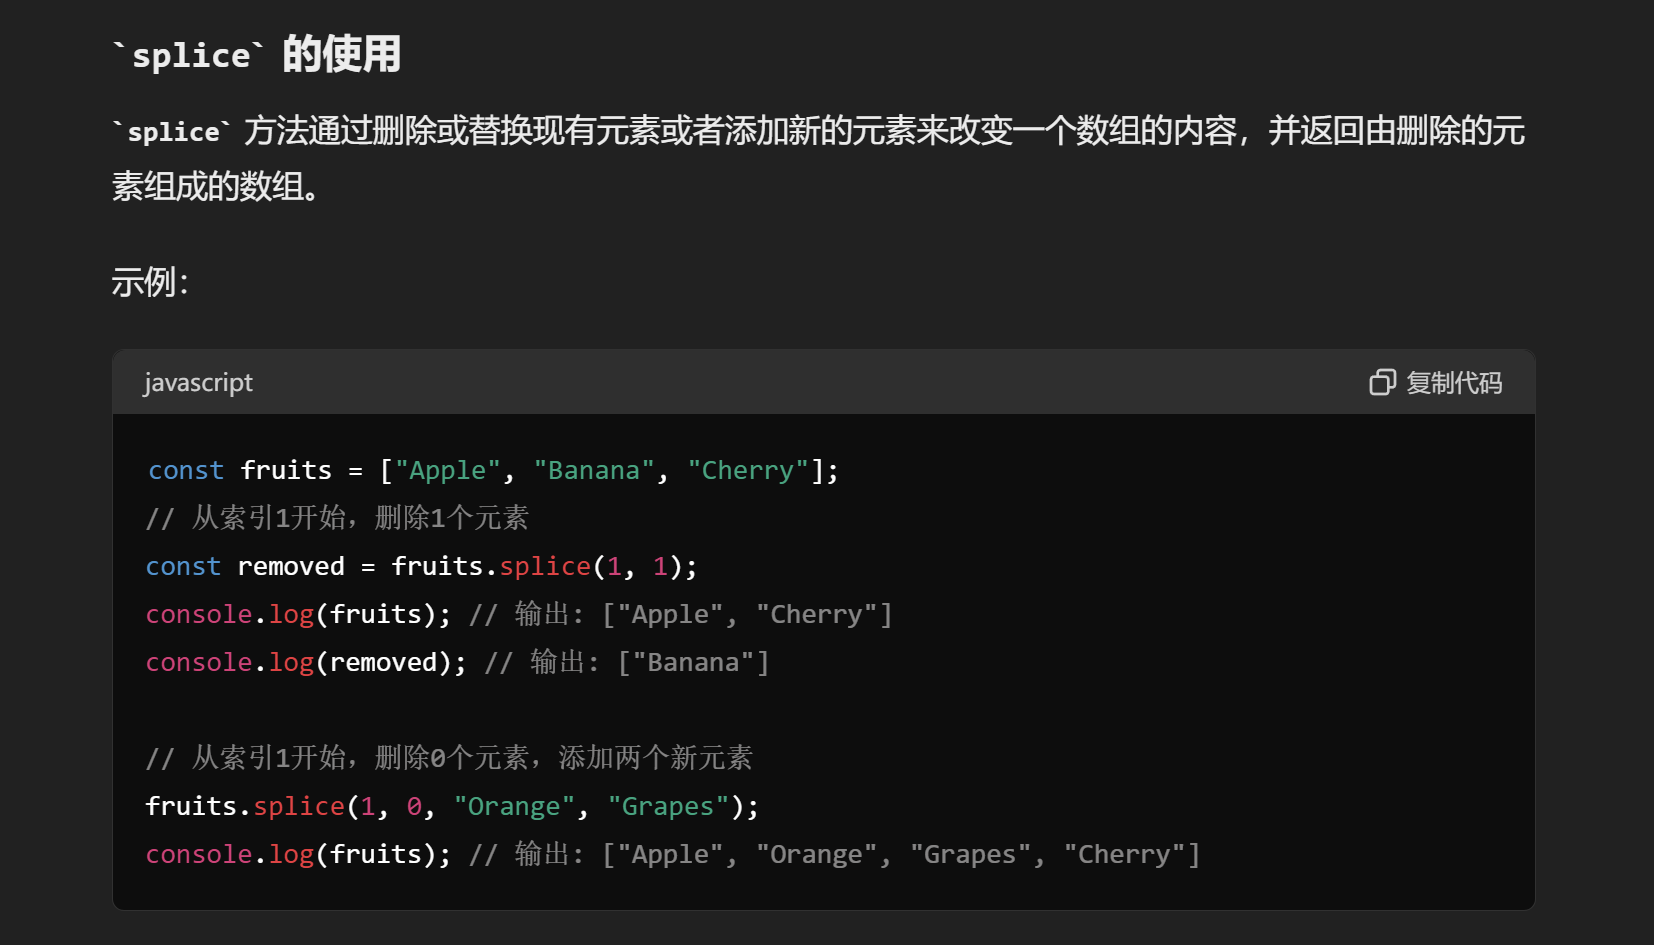 `splice` 的使用
`splice` 方法通过删除或替换现有元素或者添加新的元素来改变一个数组的内容，并返回由删除的元
素组成的数组。
示例：
javascript 复制代码
const fruits = ["Apple", "Banana", "Cherry"];
// 从索引1开始，删除1个元素
const removed = fruits.splice(1, 1);
console.log(fruits); // 输出: ["Apple", "Cherry"]
console.log(removed); // 输出: ["Banana"]
// 从索引1开始，删除0个元素，添加两个新元素
fruits.splice(1, 0, "Orange", "Grapes");
console.log(fruits); // 输出: ["Apple", "Orange", "Grapes", "Cherry"]